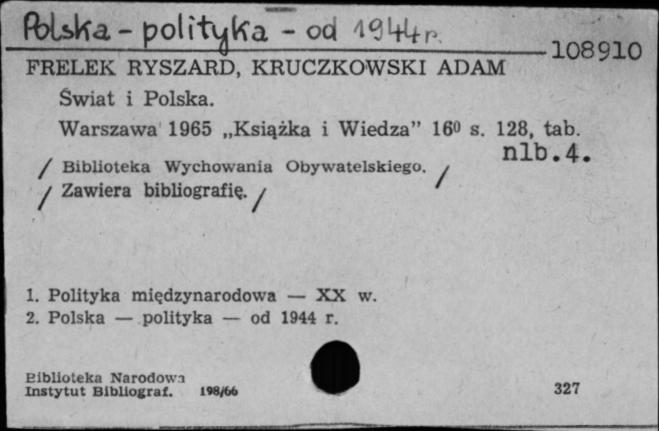 Polska - polityka - od 1944 r.
108910
FRELEK RYSZARD, KRUCZKOWSKI ADAM
Świat i Polska.
Warszawa 1965 „Książka i Wiedza” 16⁰ s. 128, tab.
nlb.4.
/ Biblioteka Wychowania Obywatelskiego. /
/ Zawiera bibliografię. /
1. Polityka międzynarodowa — XX w.
2. Polska — polityka — od 1944 r.
Biblioteka Narodowa
Instytut Bibliograf. 198/66
327